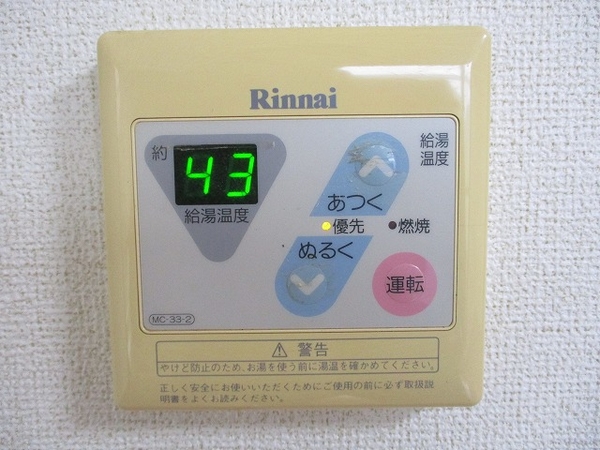 Rinnai
約
43
給湯温度
給湯
温度
あつく
優先
燃焼
ぬるく
運転
MC-33-2
⚠ 警告
やけど防止のため、お湯を使う前に湯温を確かめてください。
正しく安全にお使いいただくためにご使用の前に必ず取扱説
明書をよくお読みください。